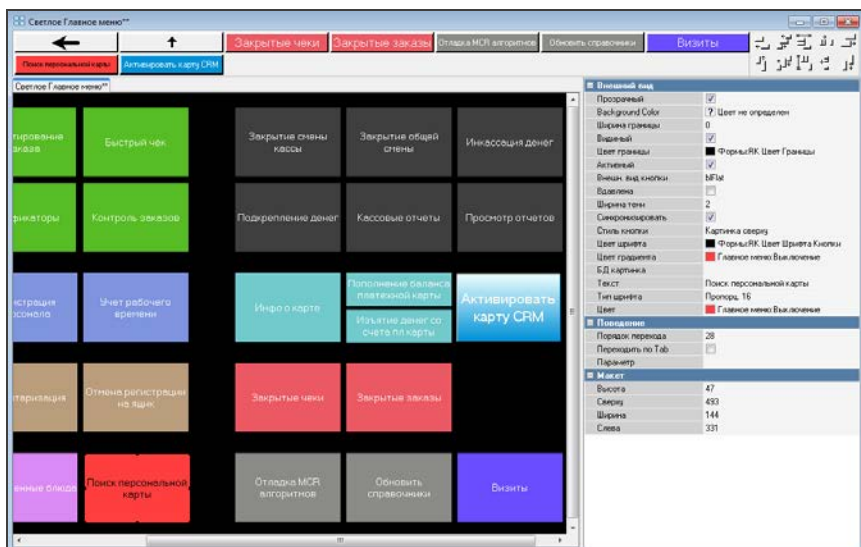 Светлое Главное меню**
Закрытые чеки
Закрытые заказы
Отладка MCR алгоритмов
Обновить справочники
Визиты
Поиск персональной карты
Активировать карту CRM
Светлое Главное меню**
Быстрый чек
Закрытие смены
кассы
Закрытие общей
смены
Инкассация денег
Контроль заказов
Подкрепление денег
Кассовые отчеты
Просмотр отчетов
Учет рабочего
времени
Инфо о карте
Пополнение баланса
платежной карты
Изъятие денег со
счета пл карты
Активировать
карту CRM
Отмена регистрации
на ящик
Закрытые чеки
Закрытые заказы
Поиск персональной
карты
Отладка MCR
алгоритмов
Обновить
справочники
Визиты
Внешний вид
Прозрачный
Background Color ? Цвет не определен
Ширина границы 0
Видимый
Цвет границы Формы:RK Цвет Границы
Активный
Внешн. вид кнопки blFlat
Вдавлена
Ширина тени 2
Синхронизировать
Стиль кнопки Картинка сверху
Цвет шрифта Формы:RK Цвет Шрифта Кнопки
Цвет градиента Главное меню:Выключение
БД картинка
Текст Поиск персональной карты
Тип шрифта Пропорц. 16
Цвет Главное меню:Выключение
Поведение
Порядок перехода 28
Переходить по Tab
Параметр
Макет
Высота 47
Сверху 493
Ширина 144
Слева 331